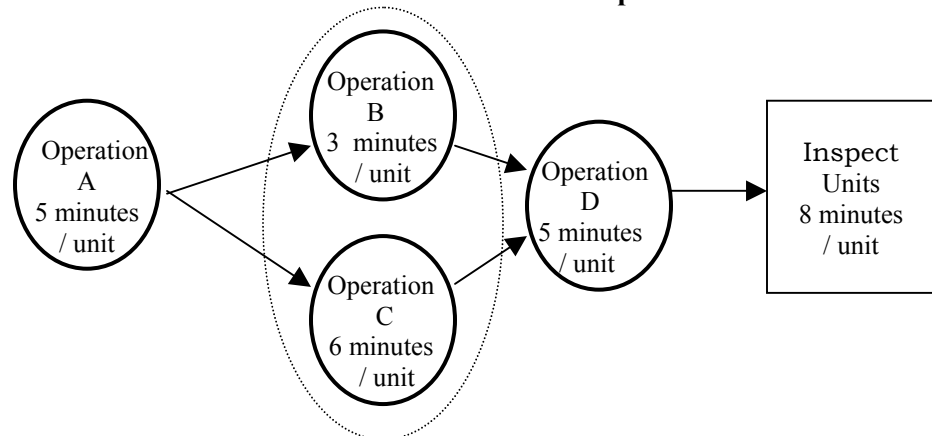 Operation
A
5 minutes
/ unit
Operation
B
3 minutes
/ unit
Operation
C
6 minutes
/ unit
Operation
D
5 minutes
/ unit
Inspect
Units
8 minutes
/ unit